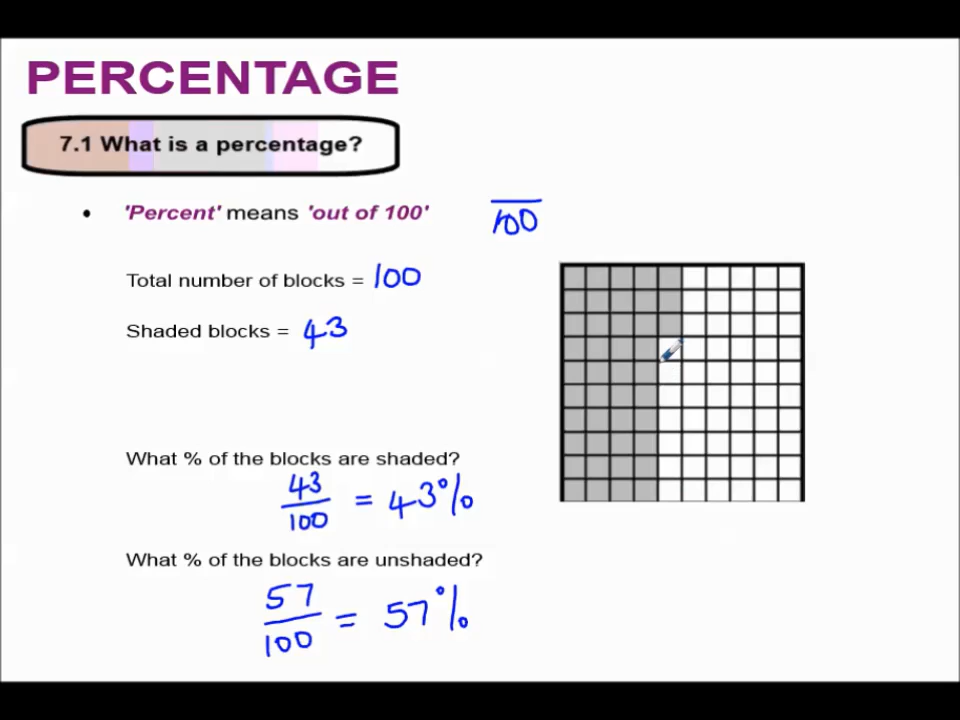 PERCENTAGE
7.1 What is a percentage?
• 'Percent' means 'out of 100'
100
Total number of blocks = 100
Shaded blocks = 43
What % of the blocks are shaded?
43/100 = 43%
What % of the blocks are unshaded?
57/100 = 57%